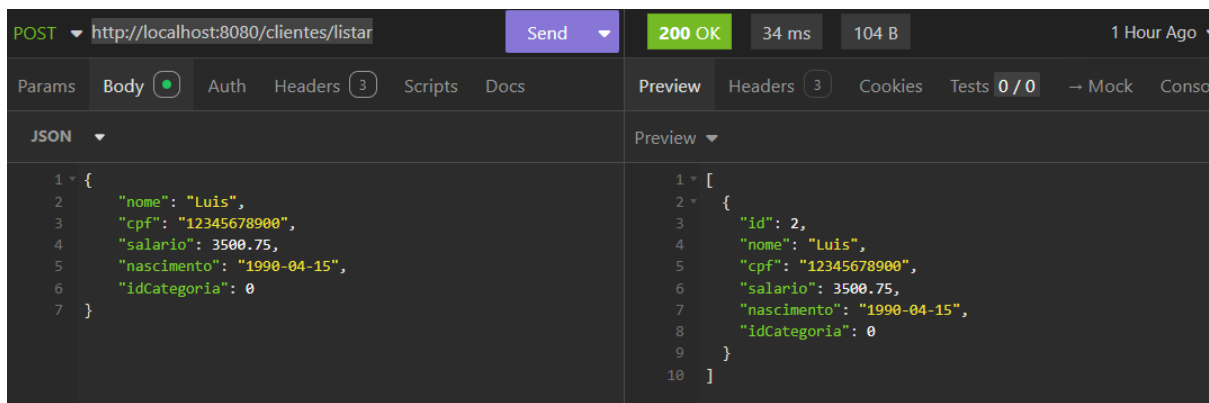 POST http://localhost:8080/clientes/listar Send 200 OK 34 ms 104 B 1 Hour Ago
Params Body Auth Headers 3 Scripts Docs Preview Headers 3 Cookies Tests 0 / 0 → Mock Conso
JSON Preview
1 {
2 "nome": "Luis",
3 "cpf": "12345678900",
4 "salario": 3500.75,
5 "nascimento": "1990-04-15",
6 "idCategoria": 0
7 }
1 [
2 {
3 "id": 2,
4 "nome": "Luis",
5 "cpf": "12345678900",
6 "salario": 3500.75,
7 "nascimento": "1990-04-15",
8 "idCategoria": 0
9 }
10 ]